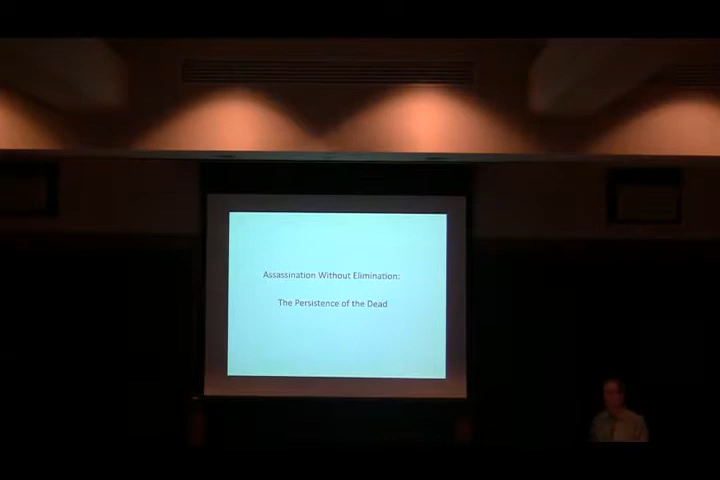 Assassination Without Elimination:
The Persistence of the Dead